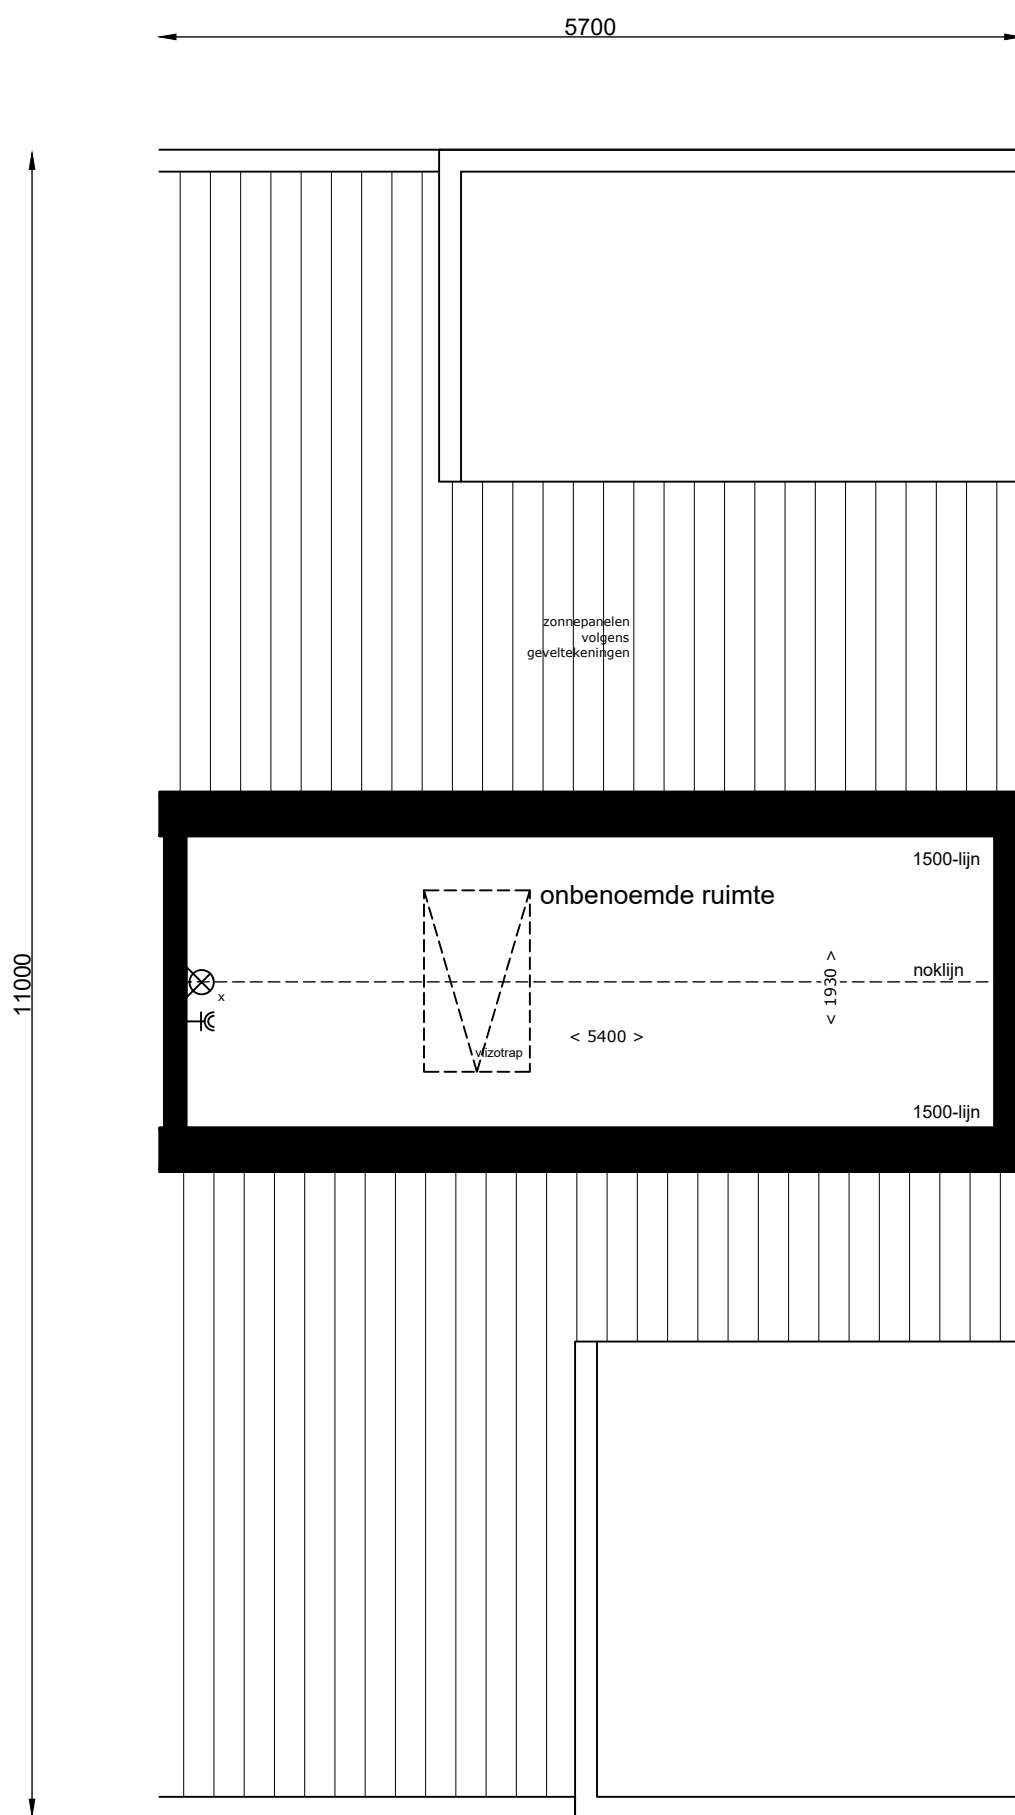 5700
11000
zonnepanelen
volgens
geveltekeningen
1500-lijn
onbenoemde ruimte
noklijn
< 1930 >
x
< 5400 >
vlizotrap
1500-lijn